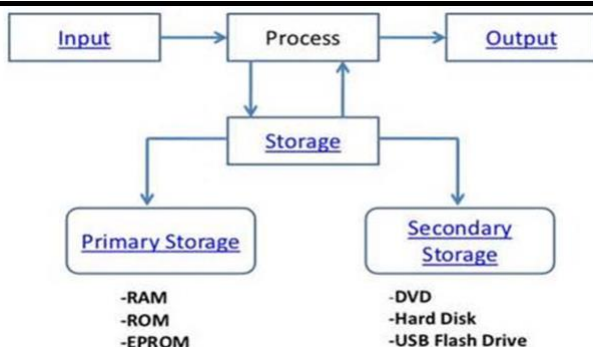 Input
Process
Output
Storage
Primary Storage
Secondary
Storage
-RAM
-ROM
-EPROM
-DVD
-Hard Disk
-USB Flash Drive